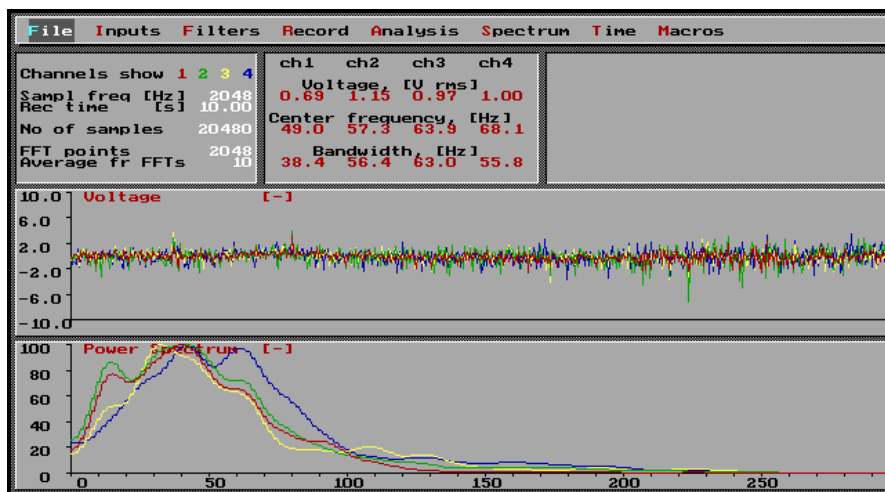 File Inputs Filters Record Analysis Spectrum Time Macros
Channels show 1 2 3 4
Sampl freq [Hz] 2048
Rec time [s] 10.00
No of samples 20480
FFT points 2048
Average fr FFTs 10
ch1 ch2 ch3 ch4
Voltage, [V rms]
0.69 1.15 0.97 1.00
Center frequency, [Hz]
49.0 57.3 63.9 68.1
Bandwidth, [Hz]
38.4 56.4 63.0 55.8
10.0 Voltage [-]
6.0
2.0
-2.0
-6.0
-10.0
100 Power Spectrum [-]
80
60
40
20
0
0 50 100 150 200 250